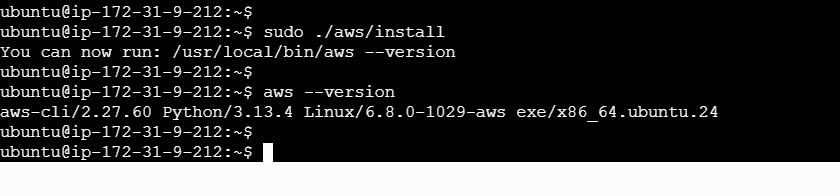 ubuntu@ip-172-31-9-212:~$
ubuntu@ip-172-31-9-212:~$ sudo ./aws/install
You can now run: /usr/local/bin/aws --version
ubuntu@ip-172-31-9-212:~$
ubuntu@ip-172-31-9-212:~$ aws --version
aws-cli/2.27.60 Python/3.13.4 Linux/6.8.0-1029-aws exe/x86_64.ubuntu.24
ubuntu@ip-172-31-9-212:~$
ubuntu@ip-172-31-9-212:~$